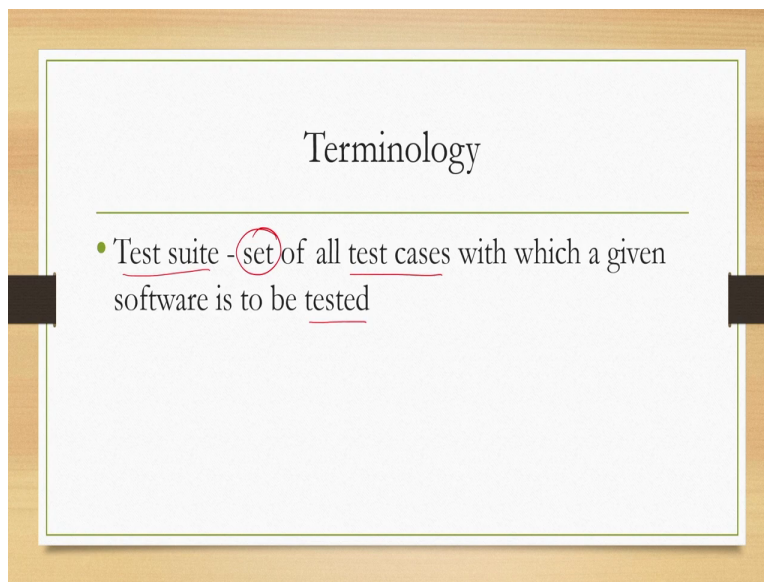 Terminology
• Test suite - set of all test cases with which a given
software is to be tested